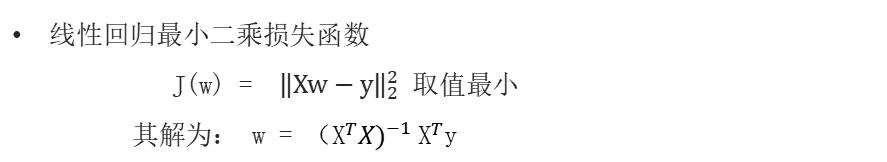 • 线性回归最小二乘损失函数
J(w) = ‖Xw − y‖₂² 取值最小
其解为： w = （XᵀX)⁻¹ Xᵀy